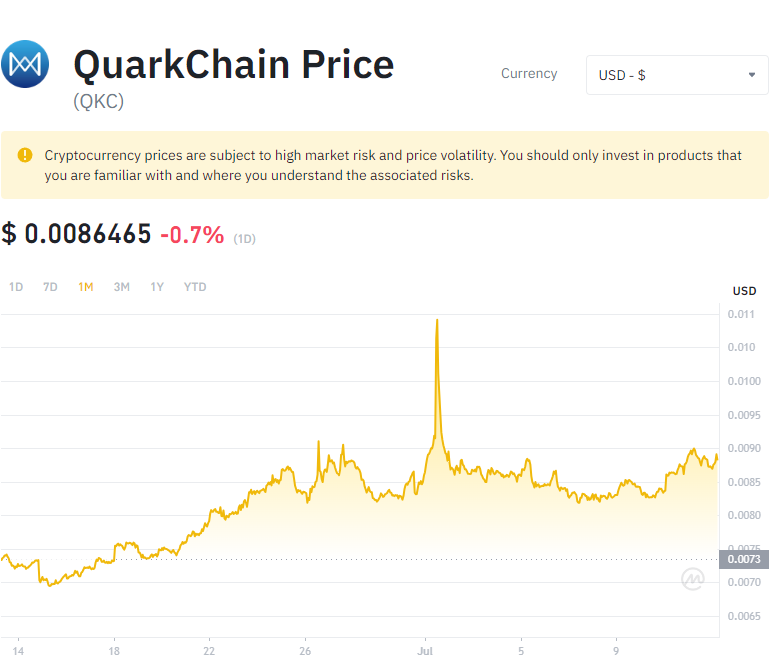 QuarkChain Price
(QKC)
Currency
USD - $
Cryptocurrency prices are subject to high market risk and price volatility. You should only invest in products that
you are familiar with and where you understand the associated risks.
$ 0.0086465 -0.7% (1D)
1D 7D 1M 3M 1Y YTD
USD
0.011
0.010
0.0100
0.0095
0.0090
0.0085
0.0080
0.0075
0.0073
0.0070
0.0065
14 18 22 26 Jul 5 9